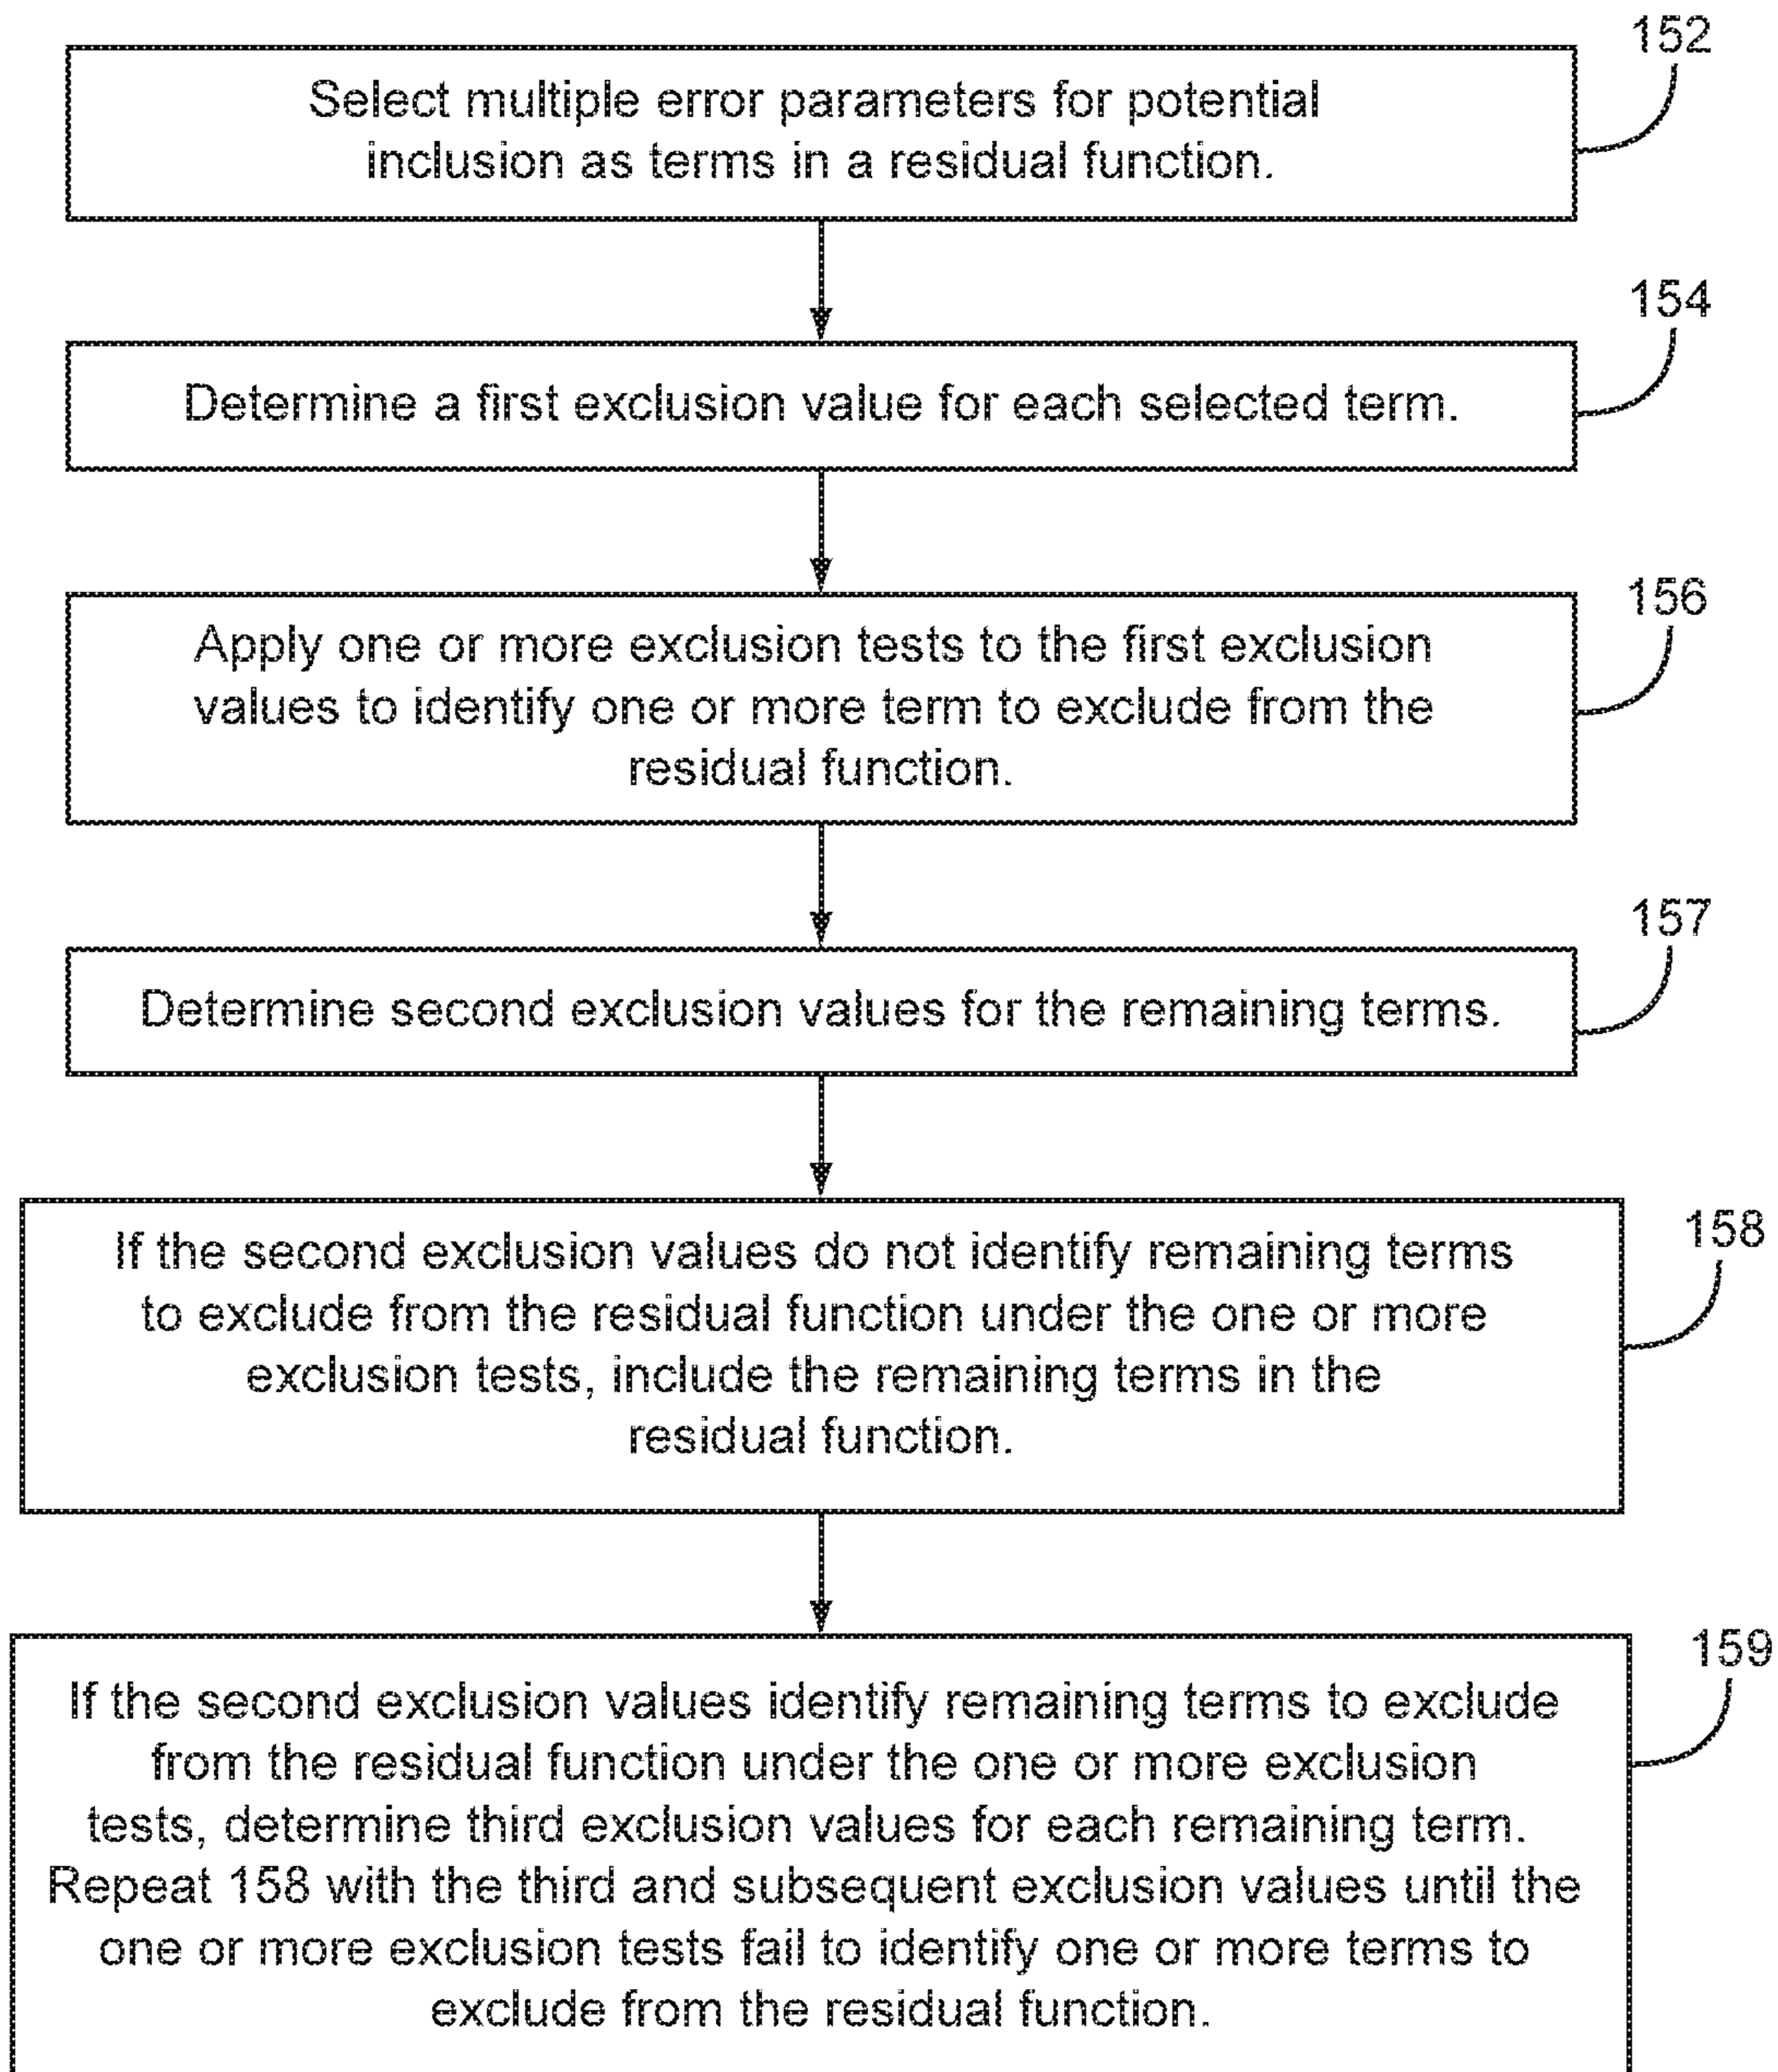 152
Select multiple error parameters for potential
inclusion as terms in a residual function.
154
Determine a first exclusion value for each selected term.
156
Apply one or more exclusion tests to the first exclusion
values to identify one or more term to exclude from the
residual function.
157
Determine second exclusion values for the remaining terms.
158
If the second exclusion values do not identify remaining terms
to exclude from the residual function under the one or more
exclusion tests, include the remaining terms in the
residual function.
159
If the second exclusion values identify remaining terms to exclude
from the residual function under the one or more exclusion
tests, determine third exclusion values for each remaining term.
Repeat 158 with the third and subsequent exclusion values until the
one or more exclusion tests fail to identify one or more terms to
exclude from the residual function.